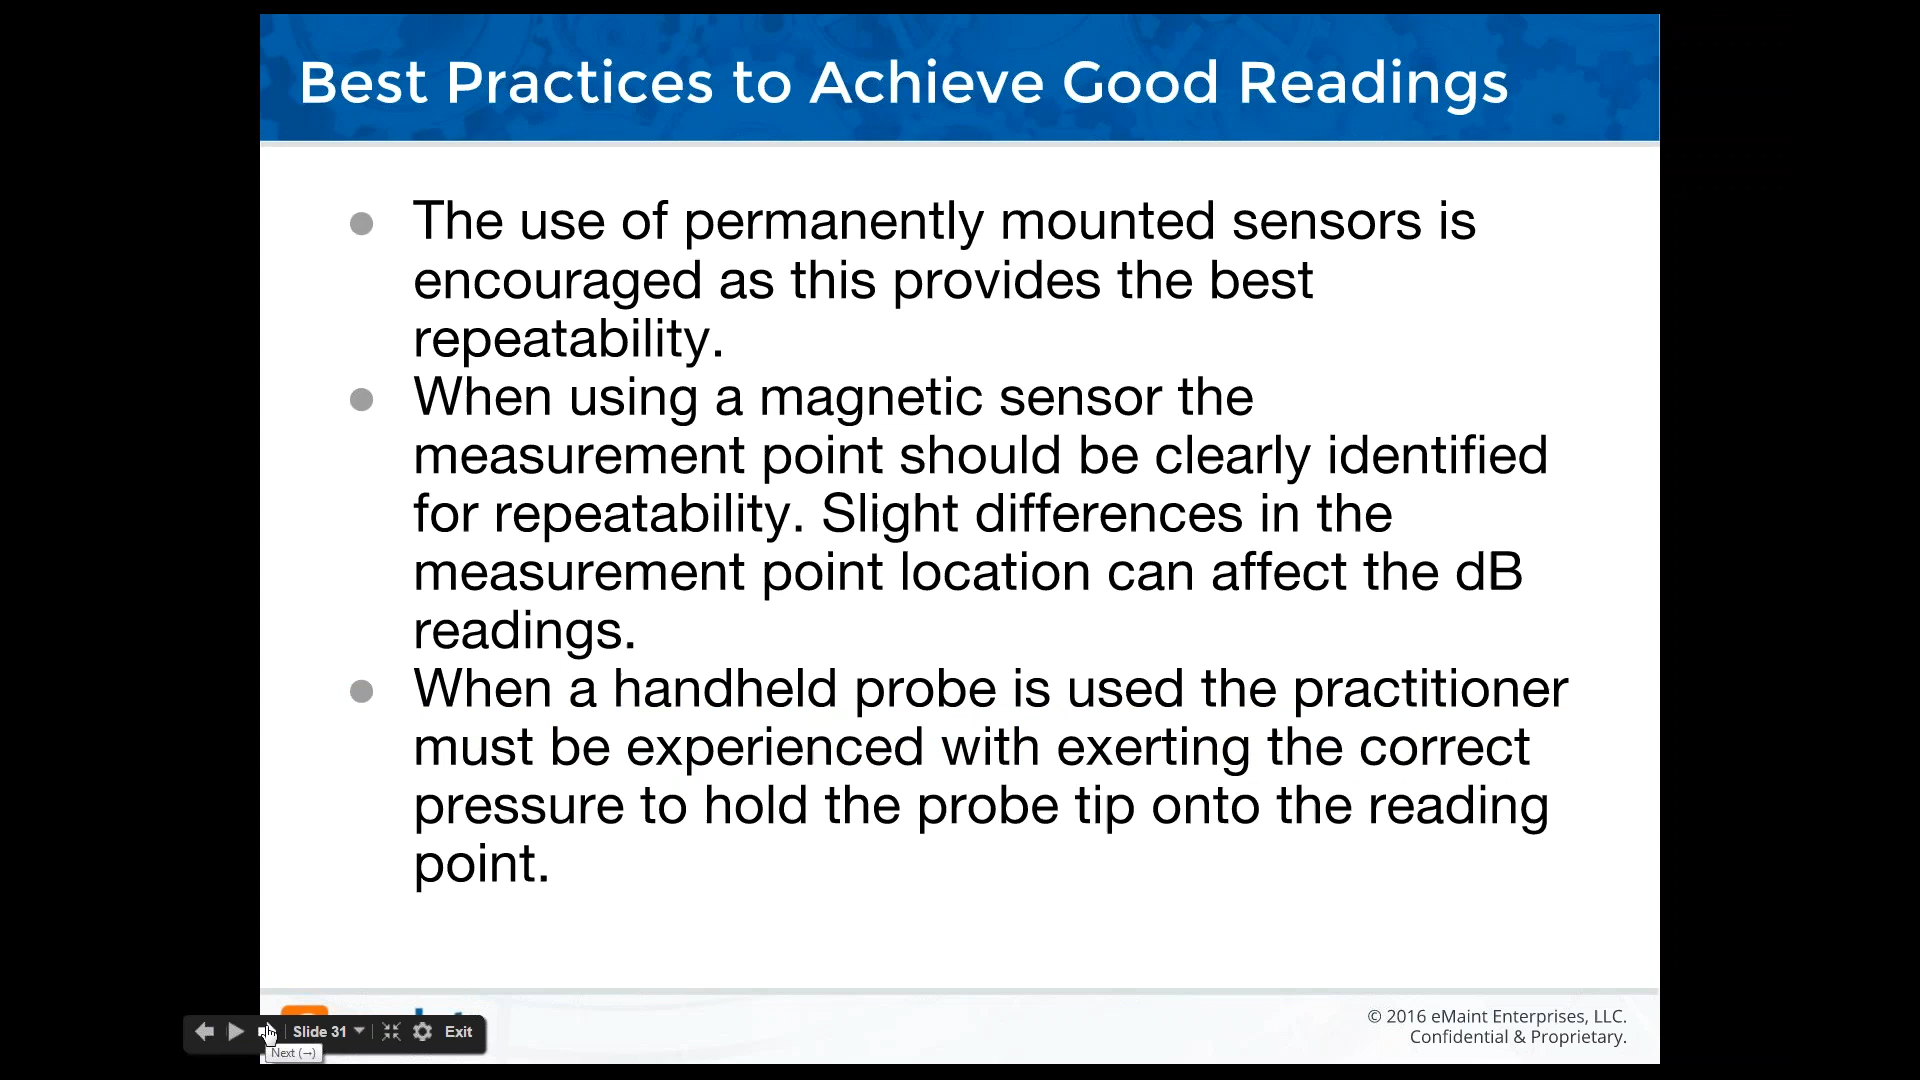 Best Practices to Achieve Good Readings
The use of permanently mounted sensors is
encouraged as this provides the best
repeatability.
When using a magnetic sensor the
measurement point should be clearly identified
for repeatability. Slight differences in the
measurement point location can affect the dB
readings.
When a handheld probe is used the practitioner
must be experienced with exerting the correct
pressure to hold the probe tip onto the reading
point.
© 2016 eMaint Enterprises, LLC.
Confidential & Proprietary.
Slide 31
Exit
Next (→)